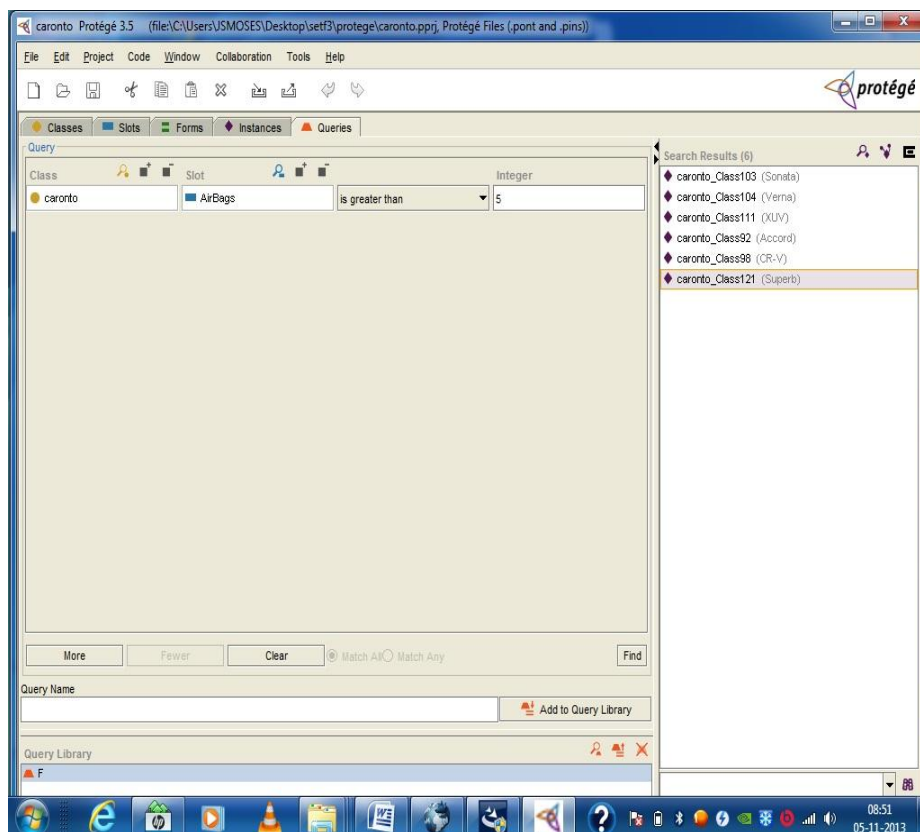 caronto Protégé 3.5 (file:\C:\Users\JSMOSES\Desktop\setf3\protege\caronto.pprj, Protégé Files (.pont and .pins))
File Edit Project Code Window Collaboration Tools Help
protégé
Classes Slots Forms Instances Queries
Query
Class Slot Integer
caronto AirBags is greater than 5
More Fewer Clear Match All Match Any Find
Query Name
Add to Query Library
Query Library
F
Search Results (6)
caronto_Class103 (Sonata)
caronto_Class104 (Verna)
caronto_Class111 (XUV)
caronto_Class92 (Accord)
caronto_Class98 (CR-V)
caronto_Class121 (Superb)
08:51
05-11-2013